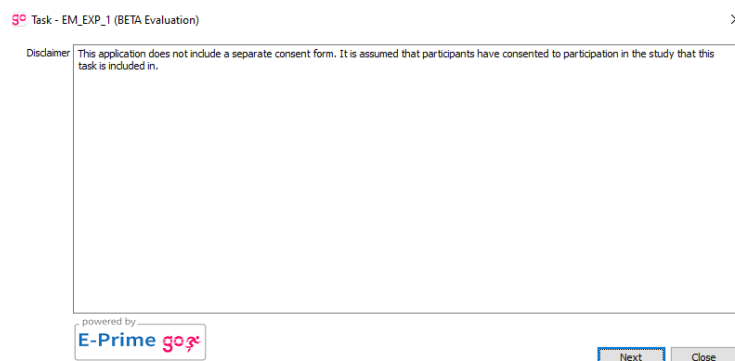 go Task - EM_EXP_1 (BETA Evaluation)
Disclaimer
This application does not include a separate consent form. It is assumed that participants have consented to participation in the study that this
task is included in.
powered by
E-Prime go
Next
Close